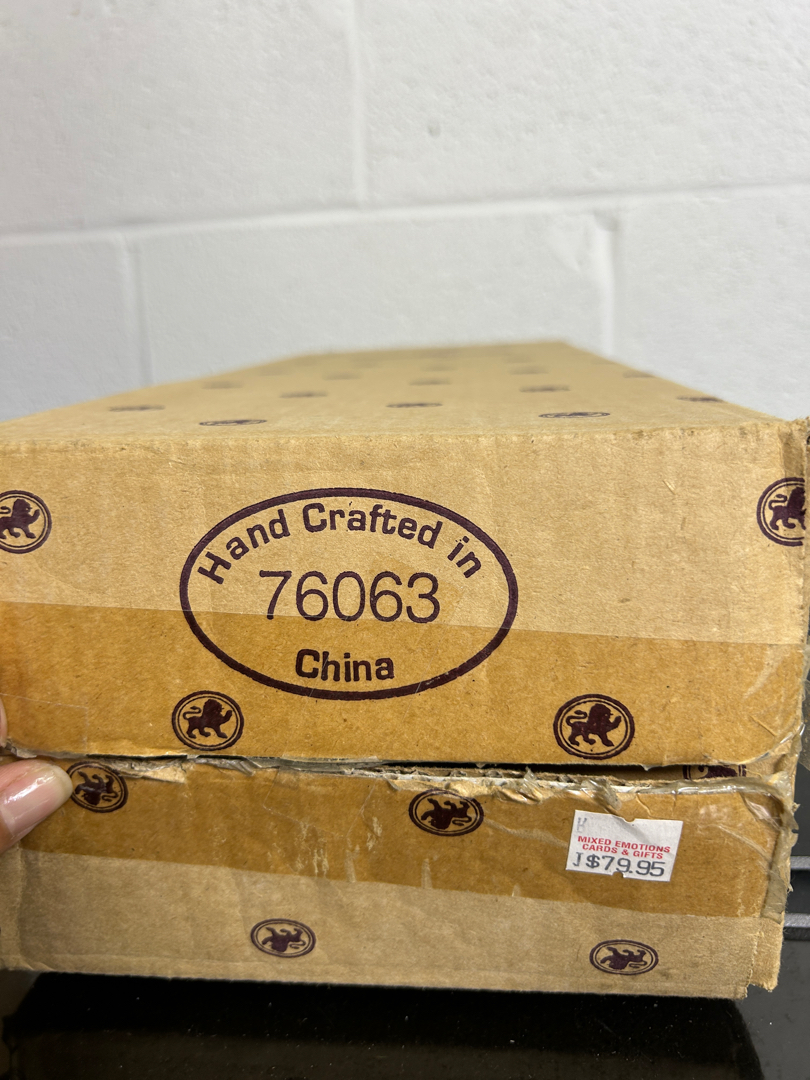 Hand Crafted in
76063
China
MIXED EMOTIONS
CARDS & GIFTS
J$79.95